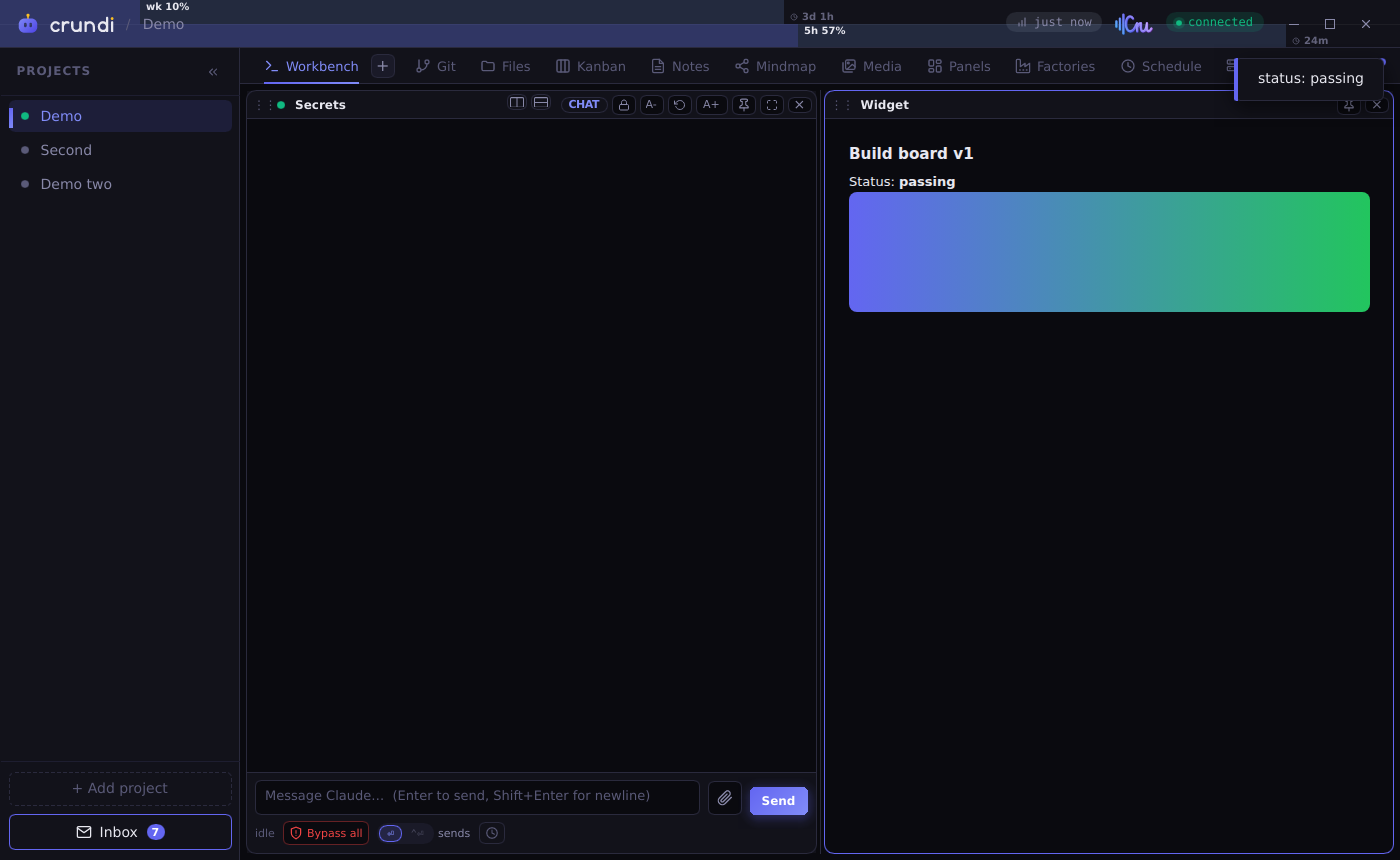 wk 10%
crundi / Demo
3d 1h
5h 57%
just now
Cru
connected
24m
PROJECTS
«
Workbench
+
Git
Files
Kanban
Notes
Mindmap
Media
Panels
Factories
Schedule
status: passing
Demo
Second
Demo two
Secrets
CHAT
A-
A+
Widget
Build board v1
Status: passing
Message Claude... (Enter to send, Shift+Enter for newline)
Send
idle
Bypass all
sends
+ Add project
Inbox 7